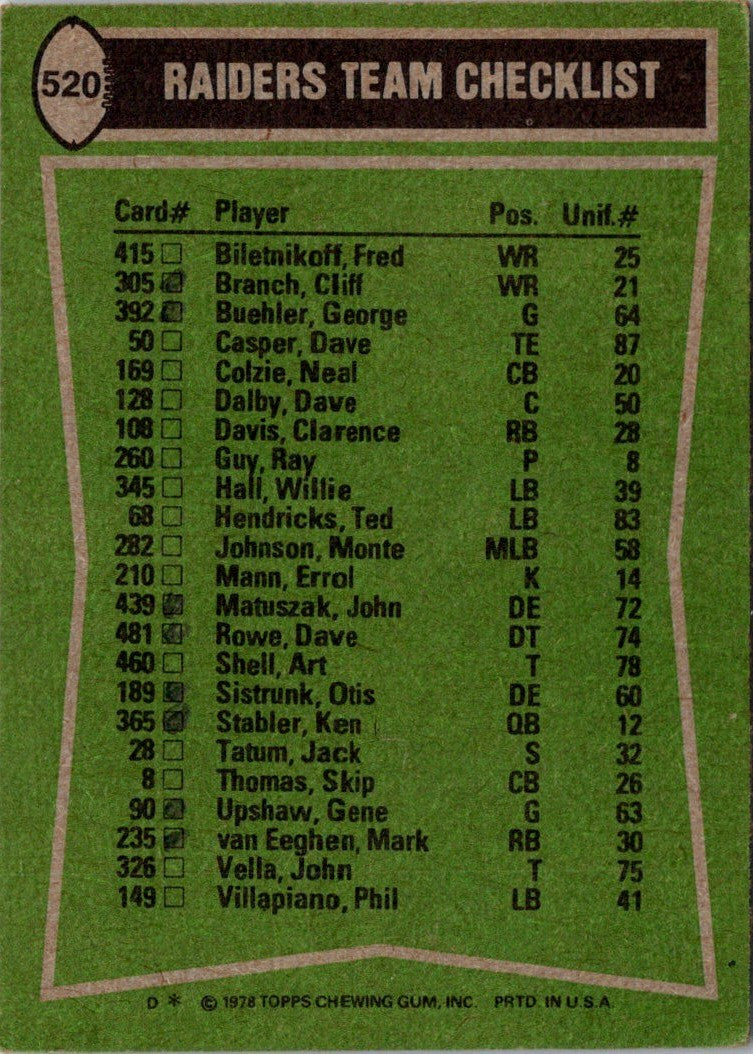 520 RAIDERS TEAM CHECKLIST
Card# Player Pos. Unif.#
415 □ Biletnikoff, Fred WR 25
305 ■ Branch, Cliff WR 21
392 ■ Buehler, George G 64
50 □ Casper, Dave TE 87
169 □ Colzie, Neal CB 20
128 □ Dalby, Dave C 50
108 □ Davis, Clarence RB 28
260 □ Guy, Ray P 8
345 □ Hall, Willie LB 39
68 □ Hendricks, Ted LB 83
282 □ Johnson, Monte MLB 58
210 □ Mann, Errol K 14
439 ■ Matuszak, John DE 72
481 ■ Rowe, Dave DT 74
460 □ Shell, Art T 78
189 ■ Sistrunk, Otis DE 60
365 ■ Stabler, Ken QB 12
28 □ Tatum, Jack S 32
8 □ Thomas, Skip CB 26
90 ■ Upshaw, Gene G 63
235 ■ van Eeghen, Mark RB 30
326 □ Vella, John T 75
149 □ Villapiano, Phil LB 41
D * © 1978 TOPPS CHEWING GUM, INC. PRTD. IN U.S.A.